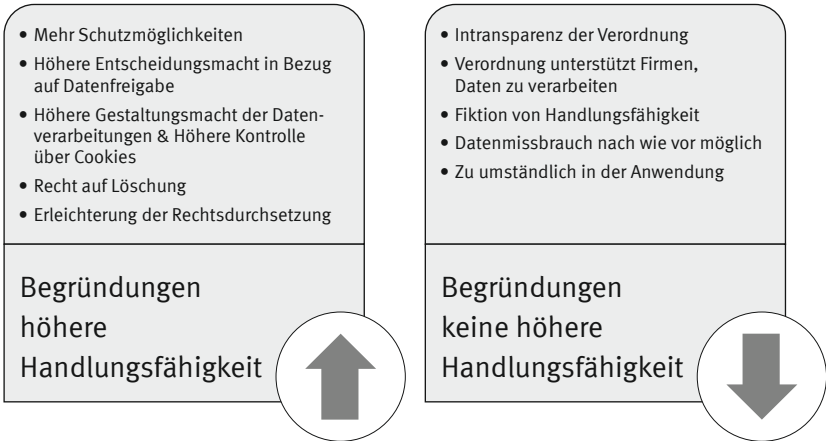 • Mehr Schutzmöglichkeiten
• Höhere Entscheidungsmacht in Bezug
auf Datenfreigabe
• Höhere Gestaltungsmacht der Daten-
verarbeitungen & Höhere Kontrolle
über Cookies
• Recht auf Löschung
• Erleichterung der Rechtsdurchsetzung
Begründungen
höhere
Handlungsfähigkeit
• Intransparenz der Verordnung
• Verordnung unterstützt Firmen,
Daten zu verarbeiten
• Fiktion von Handlungsfähigkeit
• Datenmissbrauch nach wie vor möglich
• Zu umständlich in der Anwendung
Begründungen
keine höhere
Handlungsfähigkeit